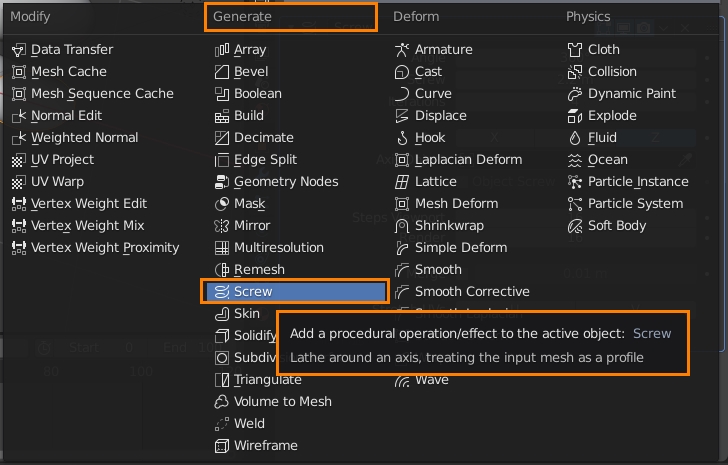 Modify
Data Transfer
Mesh Cache
Mesh Sequence Cache
Normal Edit
Weighted Normal
UV Project
UV Warp
Vertex Weight Edit
Vertex Weight Mix
Vertex Weight Proximity
Generate
Array
Bevel
Boolean
Build
Decimate
Edge Split
Geometry Nodes
Mask
Mirror
Multiresolution
Remesh
Screw
Skin
Solidify
Triangulate
Volume to Mesh
Weld
Wireframe
Deform
Armature
Cast
Curve
Displace
Hook
Laplacian Deform
Lattice
Mesh Deform
Shrinkwrap
Simple Deform
Smooth
Smooth Corrective
Wave
Physics
Cloth
Collision
Dynamic Paint
Explode
Fluid
Ocean
Particle Instance
Particle System
Soft Body
Add a procedural operation/effect to the active object: Screw
Lathe around an axis, treating the input mesh as a profile
Start 0 End
80 100